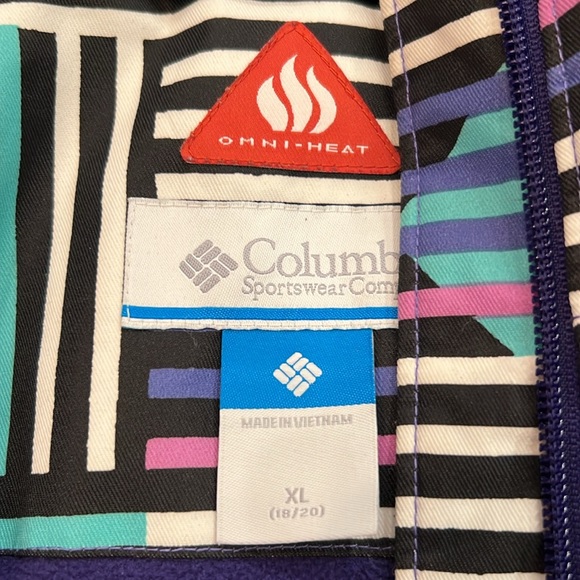 OMNI-HEAT
Columb
Sportswear Com
MADE IN VIETNAM
XL
(18/20)